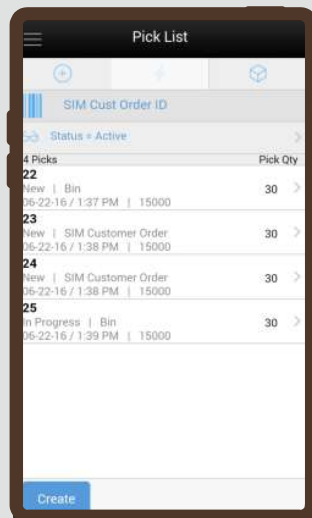 Pick List
SIM Cust Order ID
Status = Active
4 Picks Pick Qty
22
New | Bin 30
06-22-16 / 1:37 PM | 15000
23
New | SIM Customer Order 30
06-22-16 / 1:38 PM | 15000
24
New | SIM Customer Order 30
06-22-16 / 1:38 PM | 15000
25
In Progress | Bin 30
06-22-16 / 1:39 PM | 15000
Create